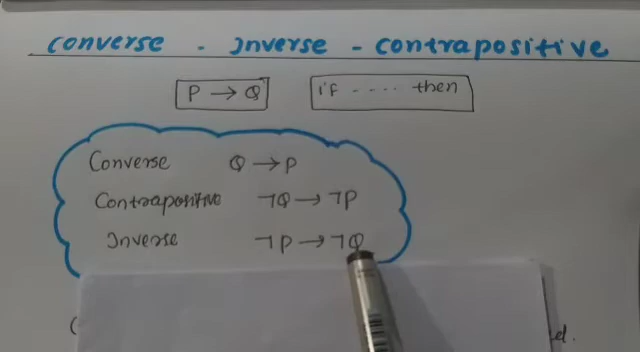 Converse - Inverse - Contrapositive
P → Q if ..... then
Converse Q → P
Contrapositive ¬Q → ¬P
Inverse ¬P → ¬Q